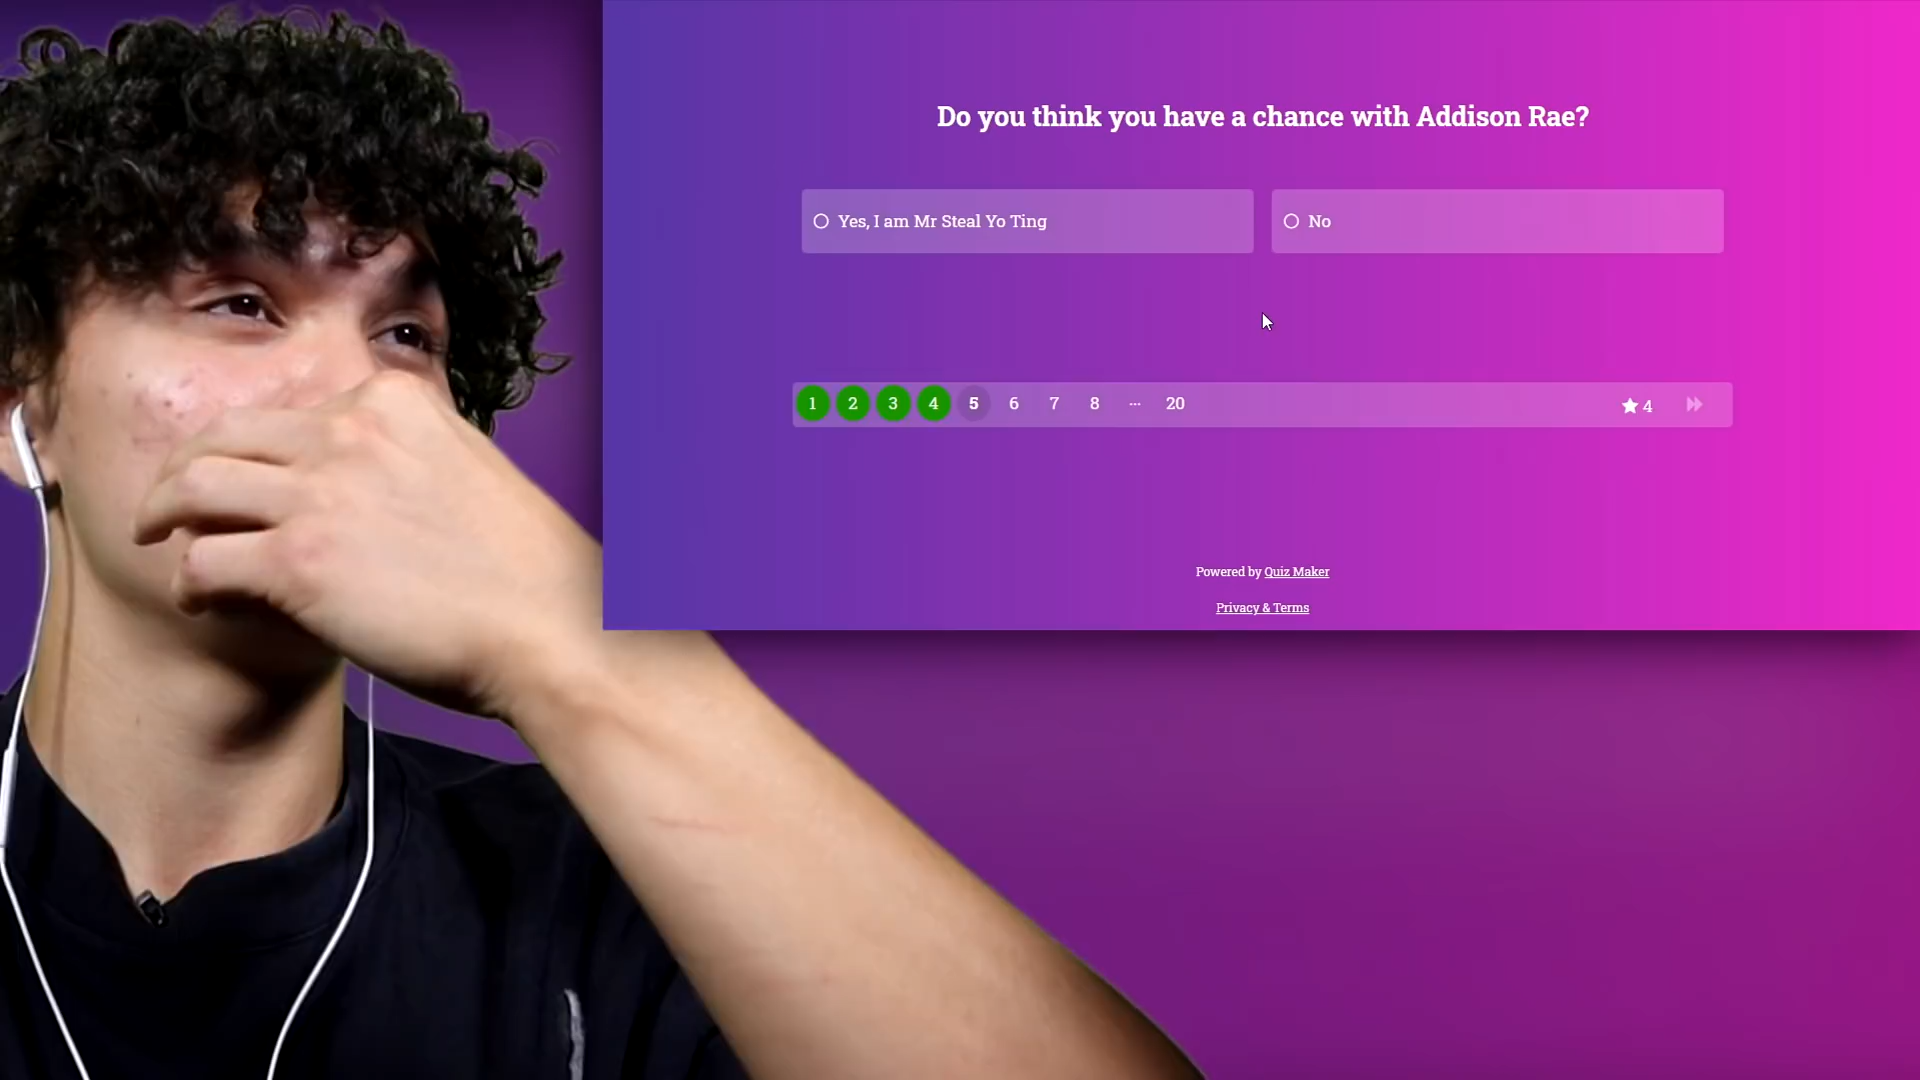 Do you think you have a chance with Addison Rae?
Yes, I am Mr Steal Yo Ting
No
1 2 3 4 5 6 7 8 ... 20
4
Powered by Quiz Maker
Privacy & Terms